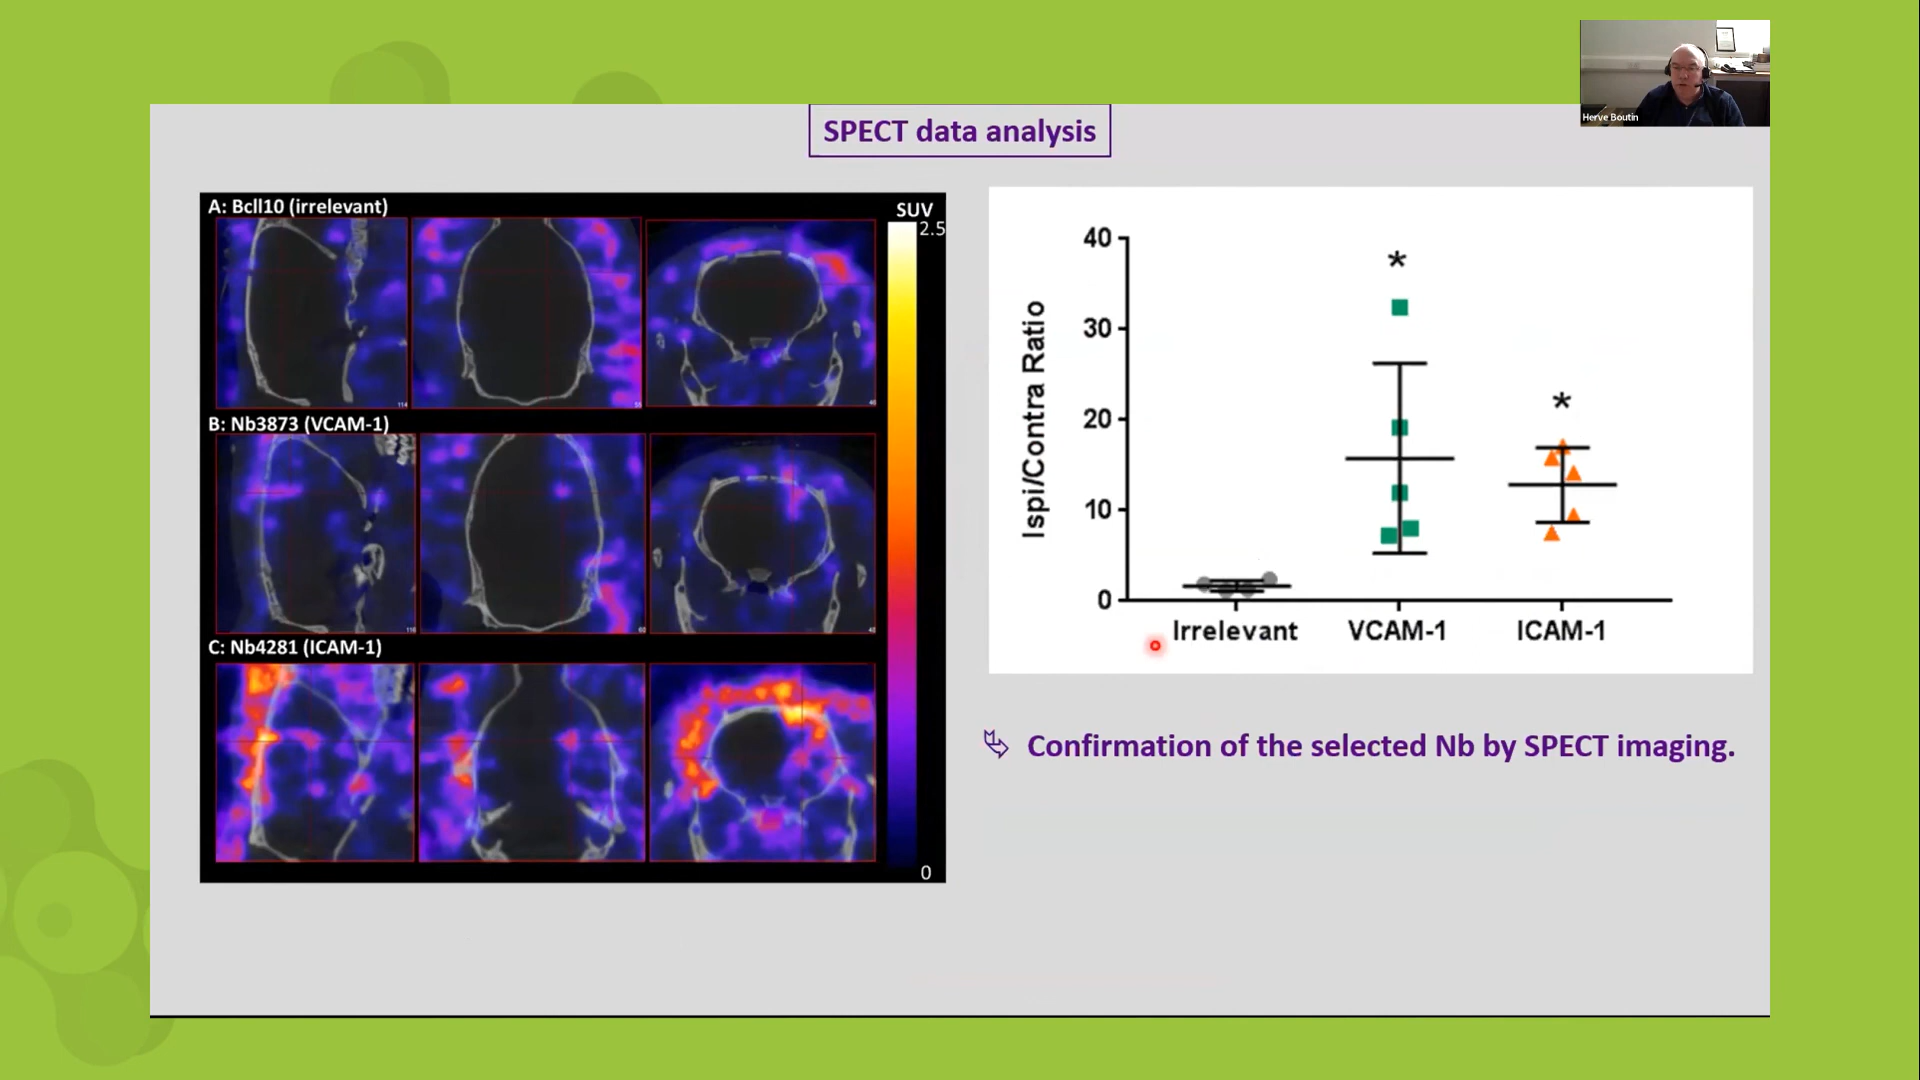 Herve Boutin
SPECT data analysis
A: Bcll10 (irrelevant)
SUV
2.5
B: Nb3873 (VCAM-1)
C: Nb4281 (ICAM-1)
0
40
30
20
10
0
Ispi/Contra Ratio
*
*
Irrelevant VCAM-1 ICAM-1
Confirmation of the selected Nb by SPECT imaging.